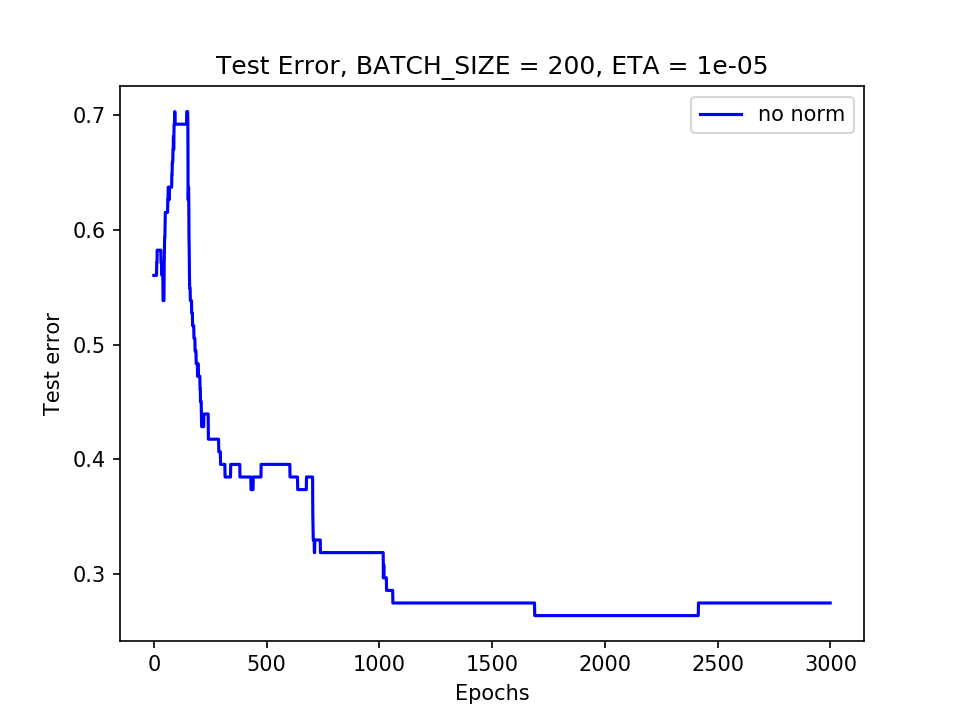 Test Error, BATCH_SIZE = 200, ETA = 1e-05
no norm
0.7
0.6
0.5
0.4
0.3
Test error
0 500 1000 1500 2000 2500 3000
Epochs